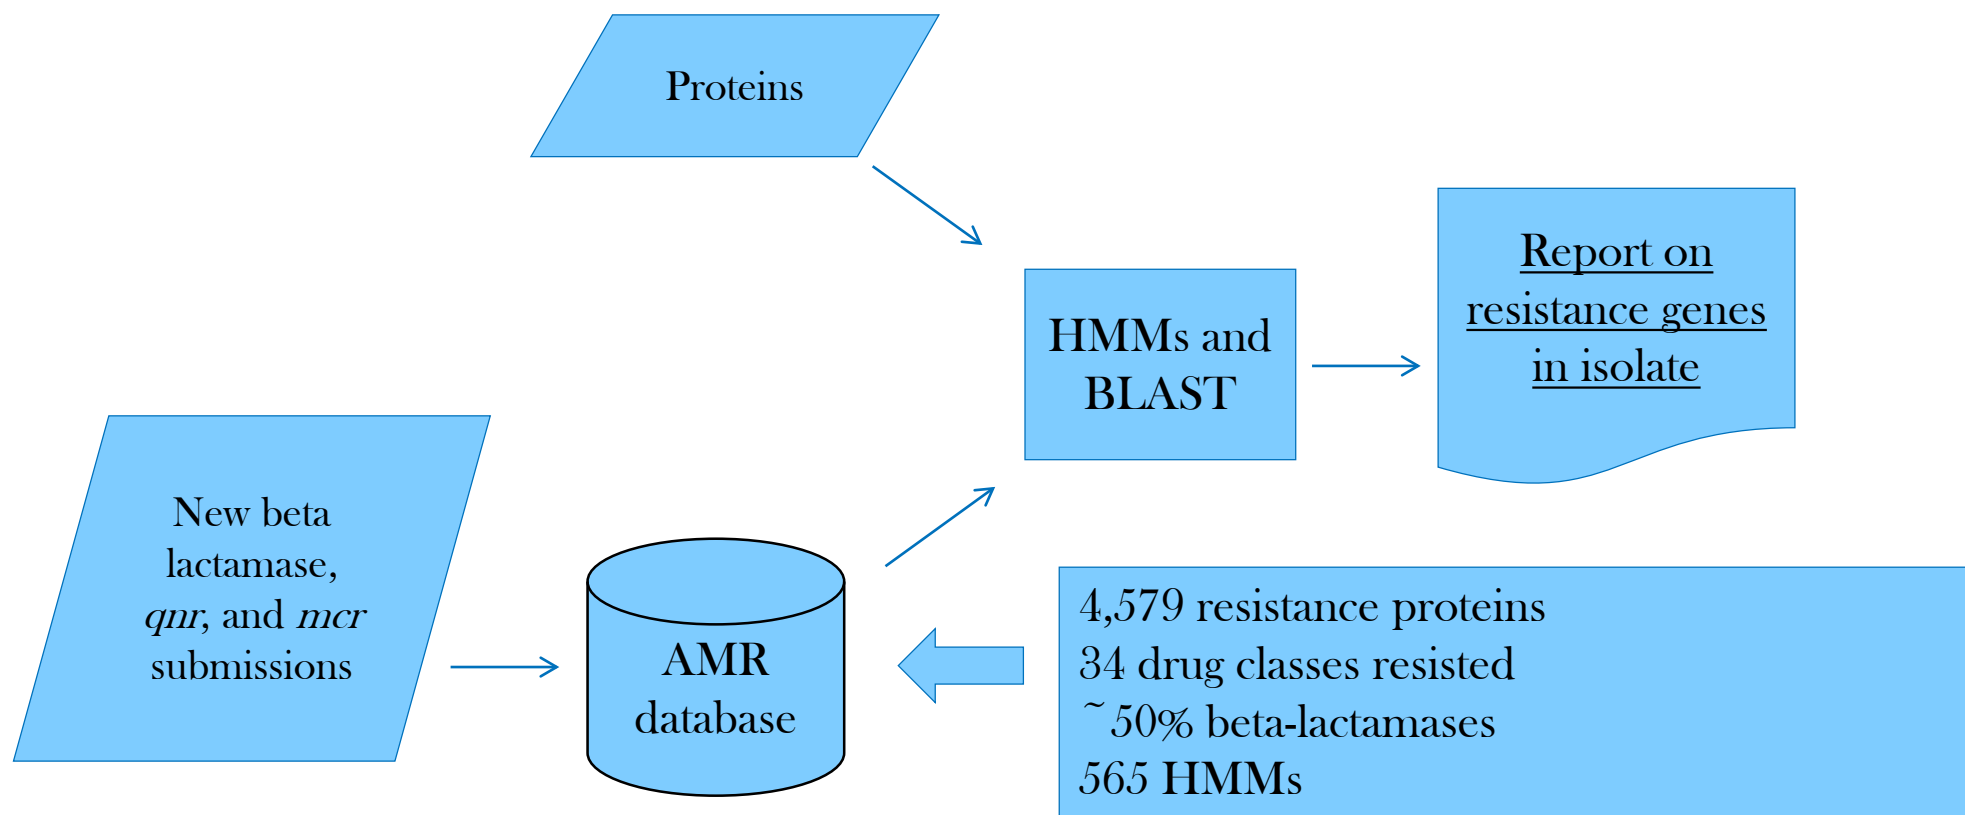 Proteins
Report on
resistance genes
in isolate
HMMs and
BLAST
New beta
lactamase,
qnr, and mcr
submissions
AMR
database
4,579 resistance proteins
34 drug classes resisted
~50% beta-lactamases
565 HMMs